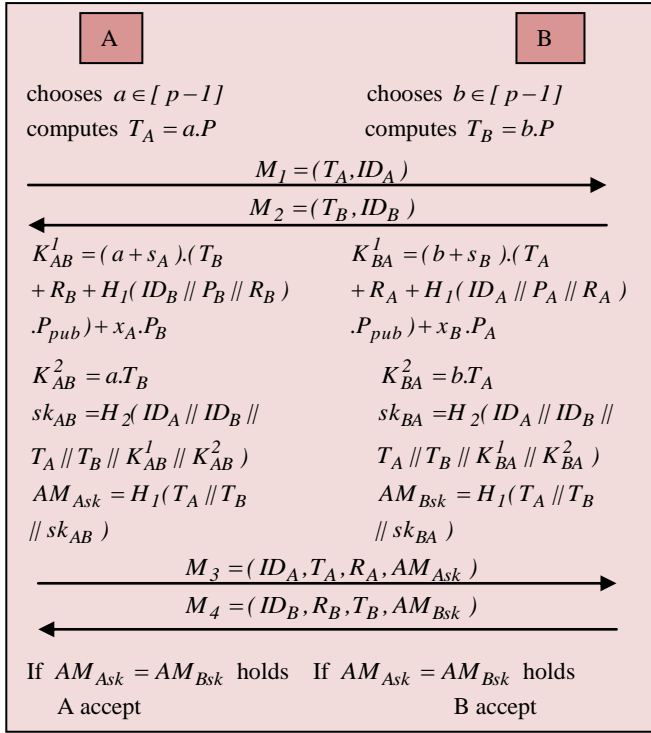 A B
chooses a ∈ [ p − 1] chooses b ∈ [ p − 1]
computes T_A = a.P computes T_B = b.P
M_1 = (T_A, ID_A)
M_2 = (T_B, ID_B)
K^1_AB = (a + s_A).(T_B K^1_BA = (b + s_B).(T_A
+ R_B + H_1(ID_B || P_B || R_B) + R_A + H_1(ID_A || P_A || R_A)
.P_pub) + x_A.P_B .P_pub) + x_B.P_A
K^2_AB = a.T_B K^2_BA = b.T_A
sk_AB = H_2(ID_A || ID_B || sk_BA = H_2(ID_A || ID_B ||
T_A || T_B || K^1_AB || K^2_AB) T_A || T_B || K^1_BA || K^2_BA)
AM_Ask = H_1(T_A || T_B AM_Bsk = H_1(T_A || T_B
|| sk_AB) || sk_BA)
M_3 = (ID_A, T_A, R_A, AM_Ask)
M_4 = (ID_B, R_B, T_B, AM_Bsk)
If AM_Ask = AM_Bsk holds If AM_Ask = AM_Bsk holds
A accept B accept